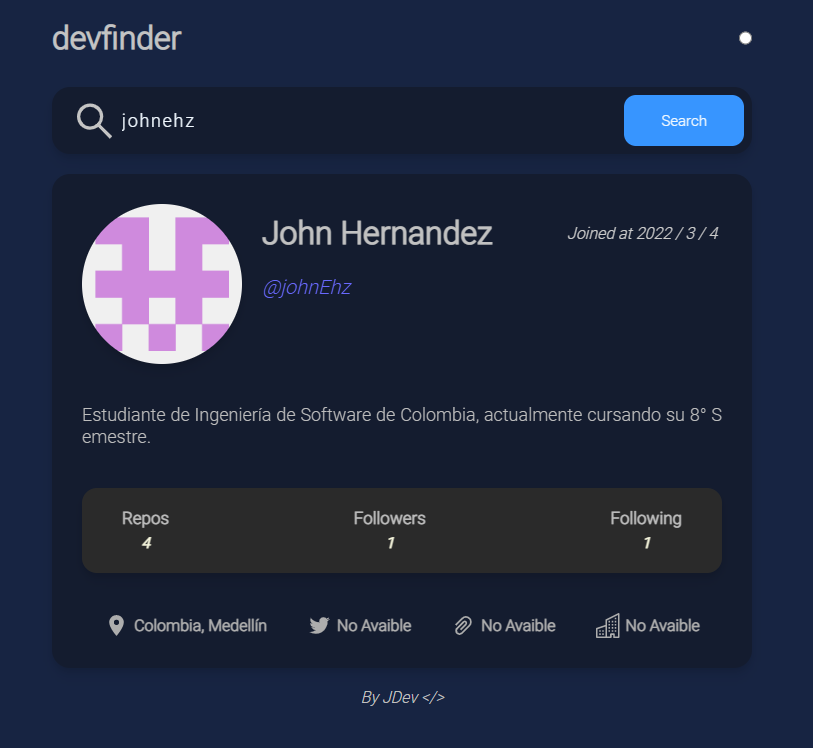 devfinder
johnehz
Search
John Hernandez
Joined at 2022 / 3 / 4
@johnEhz
Estudiante de Ingeniería de Software de Colombia, actualmente cursando su 8° S
emestre.
Repos
Followers
Following
4
1
1
Colombia, Medellín
No Avaible
No Avaible
No Avaible
By JDev </>